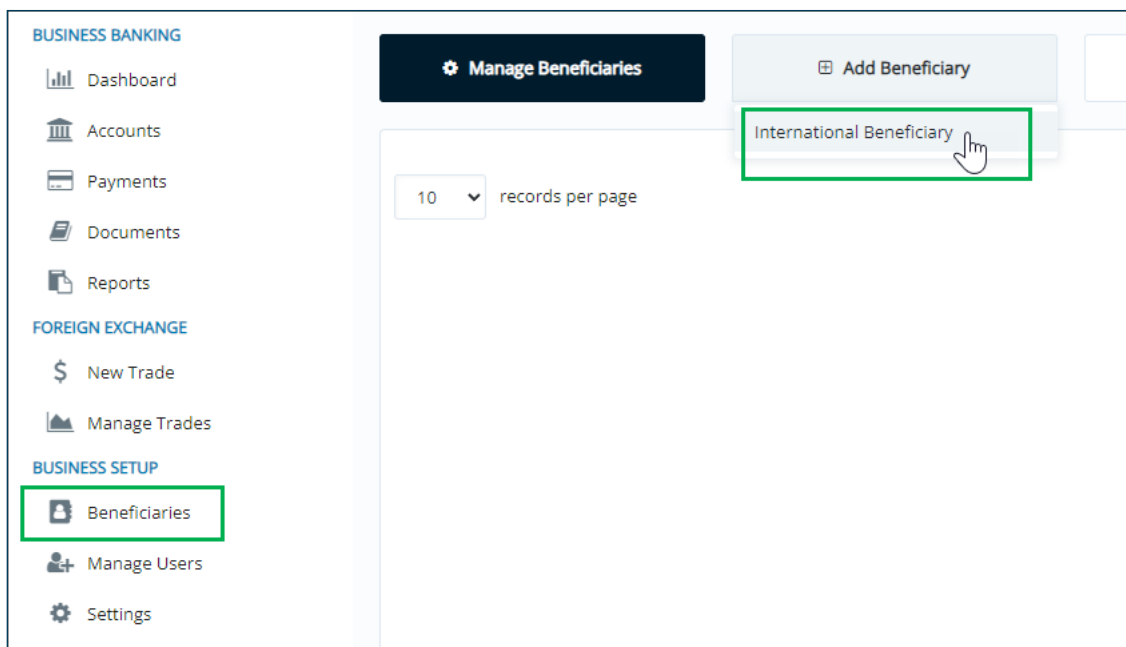 BUSINESS BANKING
Dashboard
Accounts
Payments
Documents
Reports
FOREIGN EXCHANGE
New Trade
Manage Trades
BUSINESS SETUP
Beneficiaries
Manage Users
Settings
Manage Beneficiaries
Add Beneficiary
International Beneficiary
10 records per page